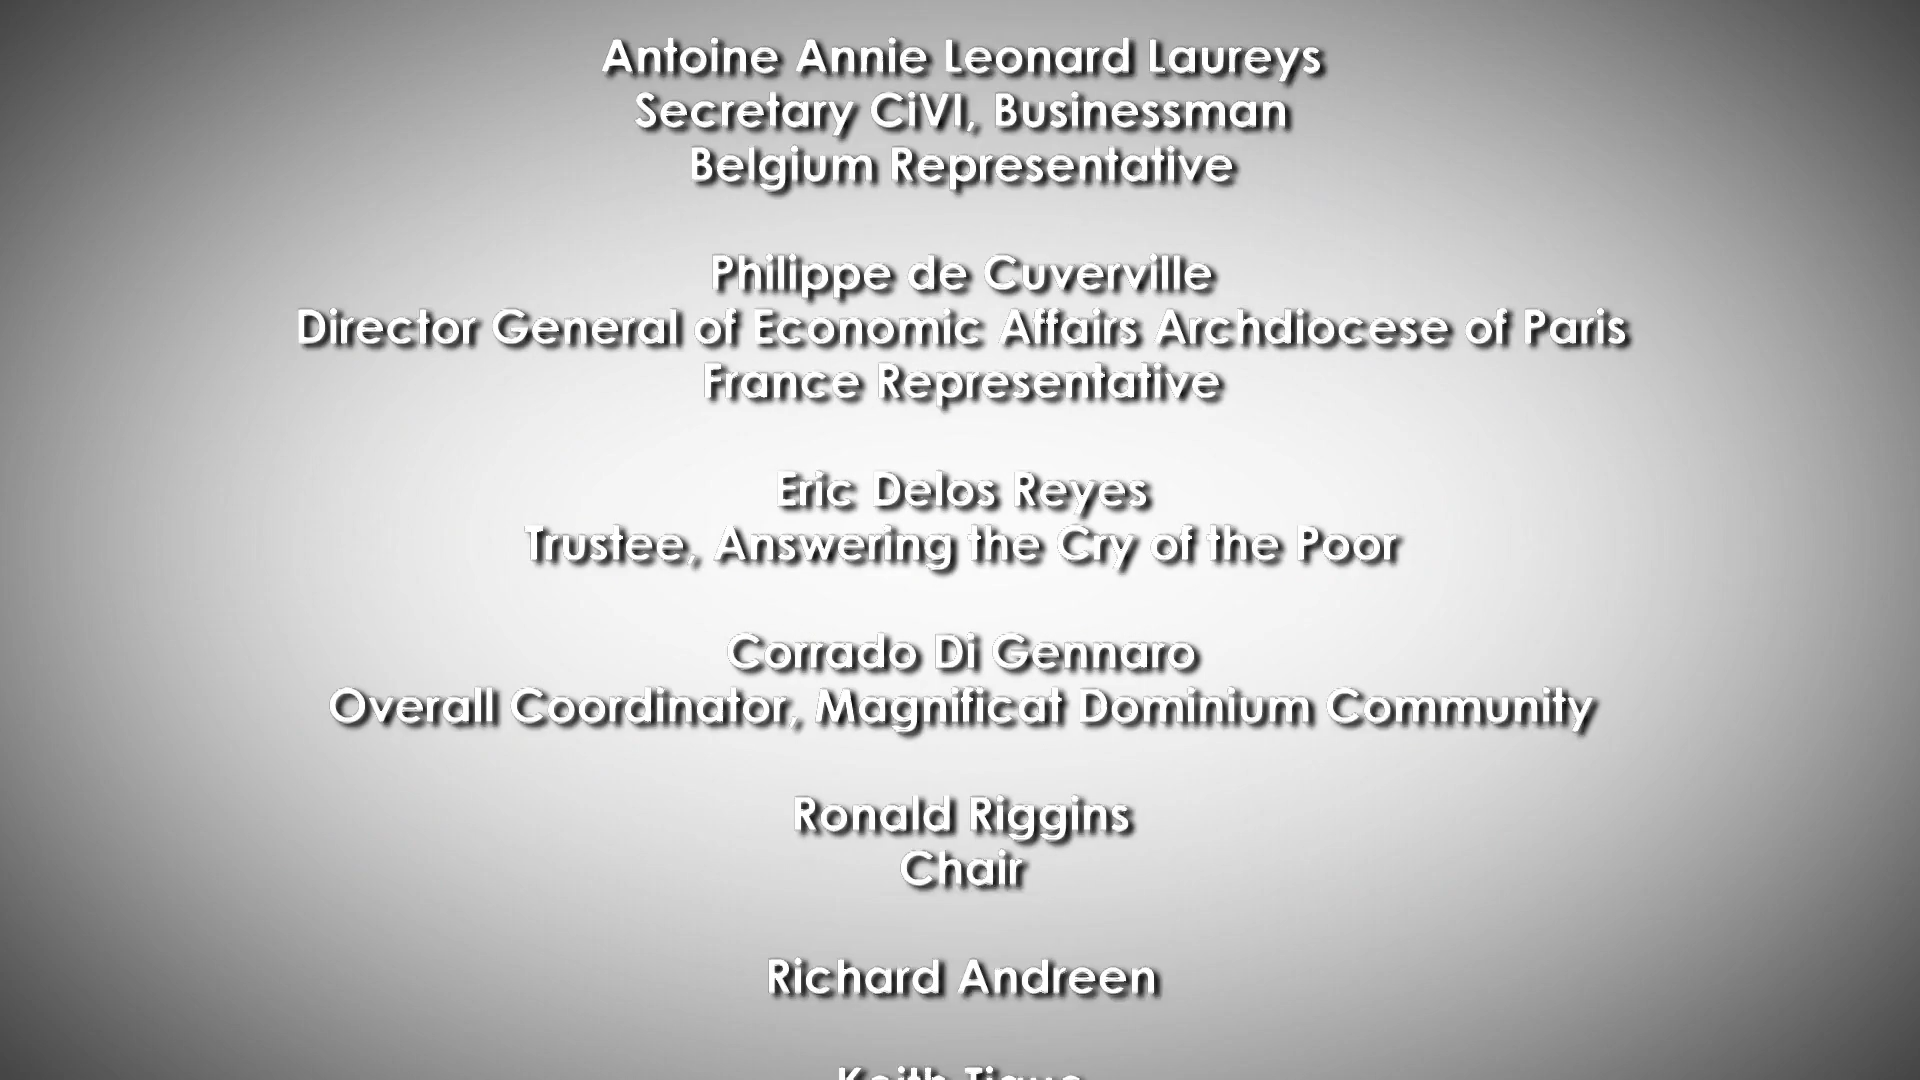 Antoine Annie Leonard Laureys
Secretary CiVI, Businessman
Belgium Representative
Philippe de Cuverville
Director General of Economic Affairs Archdiocese of Paris
France Representative
Eric Delos Reyes
Trustee, Answering the Cry of the Poor
Corrado Di Gennaro
Overall Coordinator, Magnificat Dominium Community
Ronald Riggins
Chair
Richard Andreen
Keith